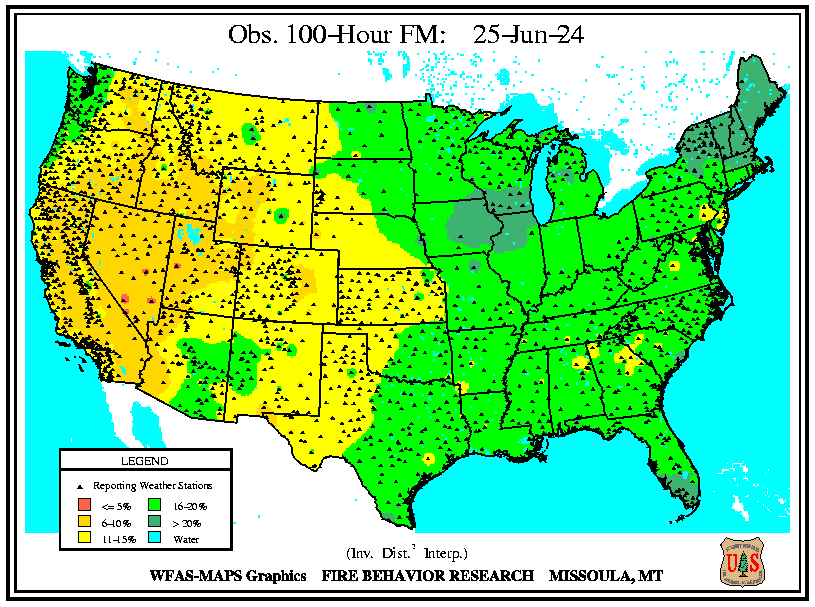 Obs. 100-Hour FM: 25-Jun-24
LEGEND
Reporting Weather Stations
<= 5% 16-20%
6-10% > 20%
11-15% Water
(Inv. Dist.² Interp.)
WFAS-MAPS Graphics FIRE BEHAVIOR RESEARCH MISSOULA, MT
U S